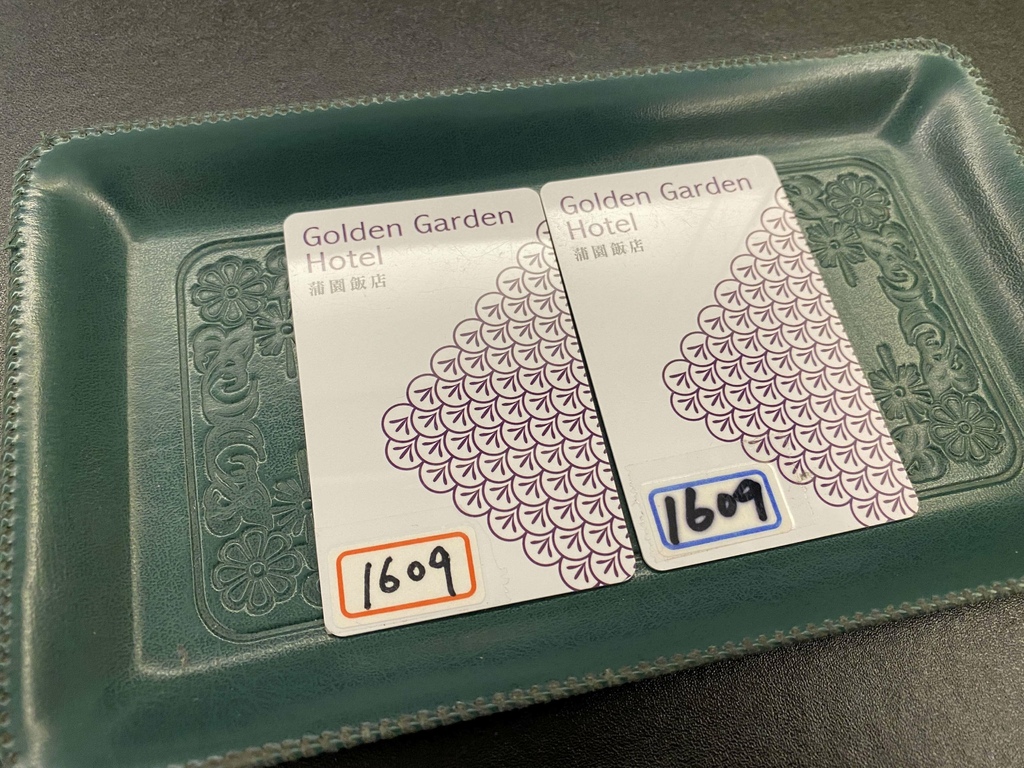 Golden Garden
Hotel
蒲園飯店
1609
Golden Garden
Hotel
蒲園飯店
1609